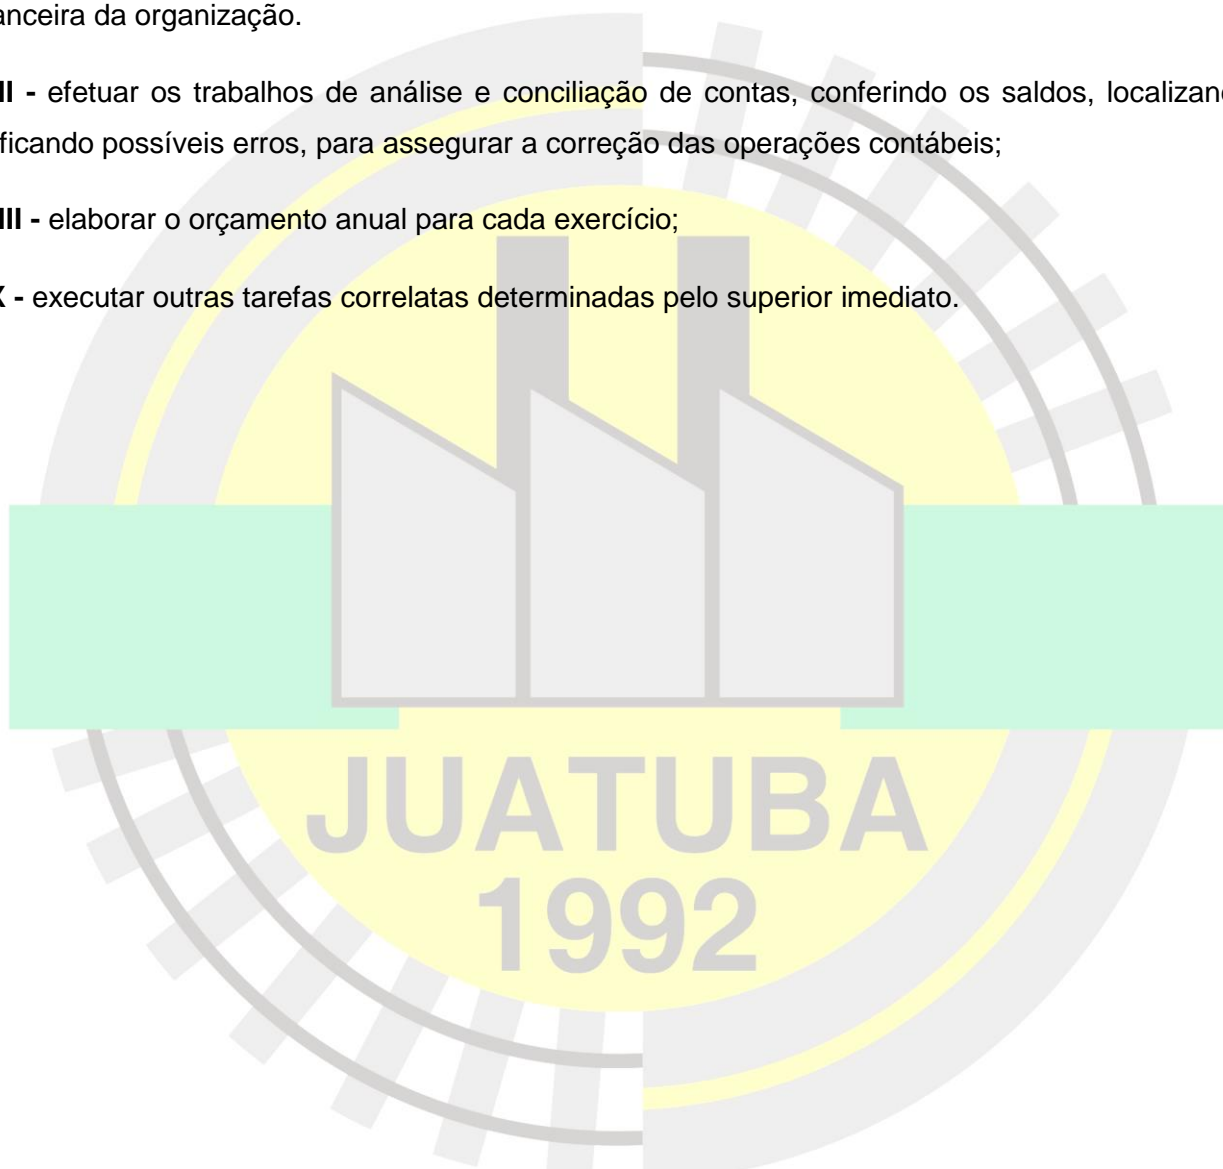 anceira da organização.
II - efetuar os trabalhos de análise e conciliação de contas, conferindo os saldos, localizand
ficando possíveis erros, para assegurar a correção das operações contábeis;
III - elaborar o orçamento anual para cada exercício;
X - executar outras tarefas correlatas determinadas pelo superior imediato.
JUATUBA
1992